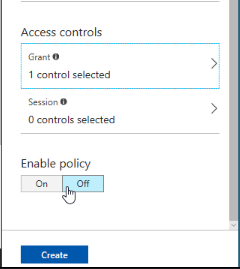 Access controls
Grant
1 control selected
Session
0 controls selected
Enable policy
On Off
Create